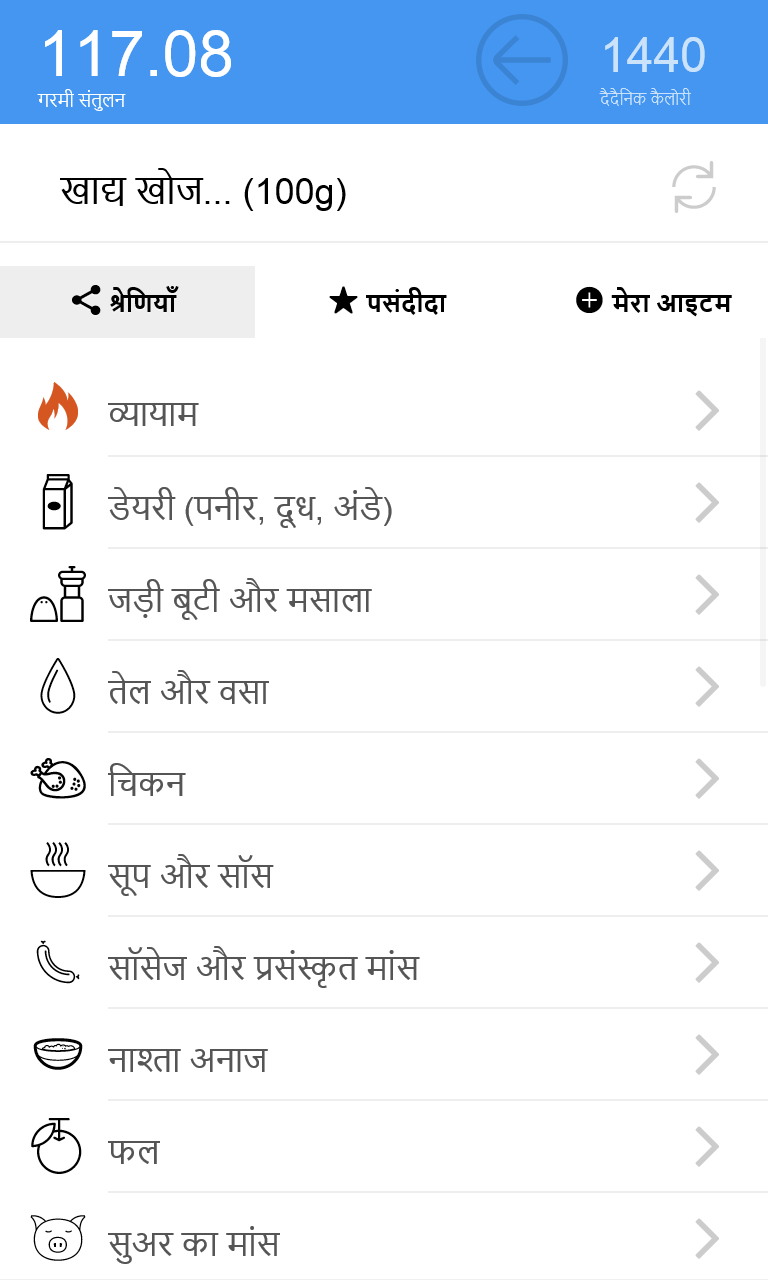 117.08
1440
गरमी संतुलन
दैदैनिक कैलोरी
खाद्य खोज... (100g)
श्रेणियाँ
पसंदीदा
मेरा आइटम
व्यायाम
डेयरी (पनीर, दूध, अंडे)
जड़ी बूटी और मसाला
तेल और वसा
चिकन
सूप और सॉस
सॉसेज और प्रसंस्कृत मांस
नाश्ता अनाज
फल
सुअर का मांस